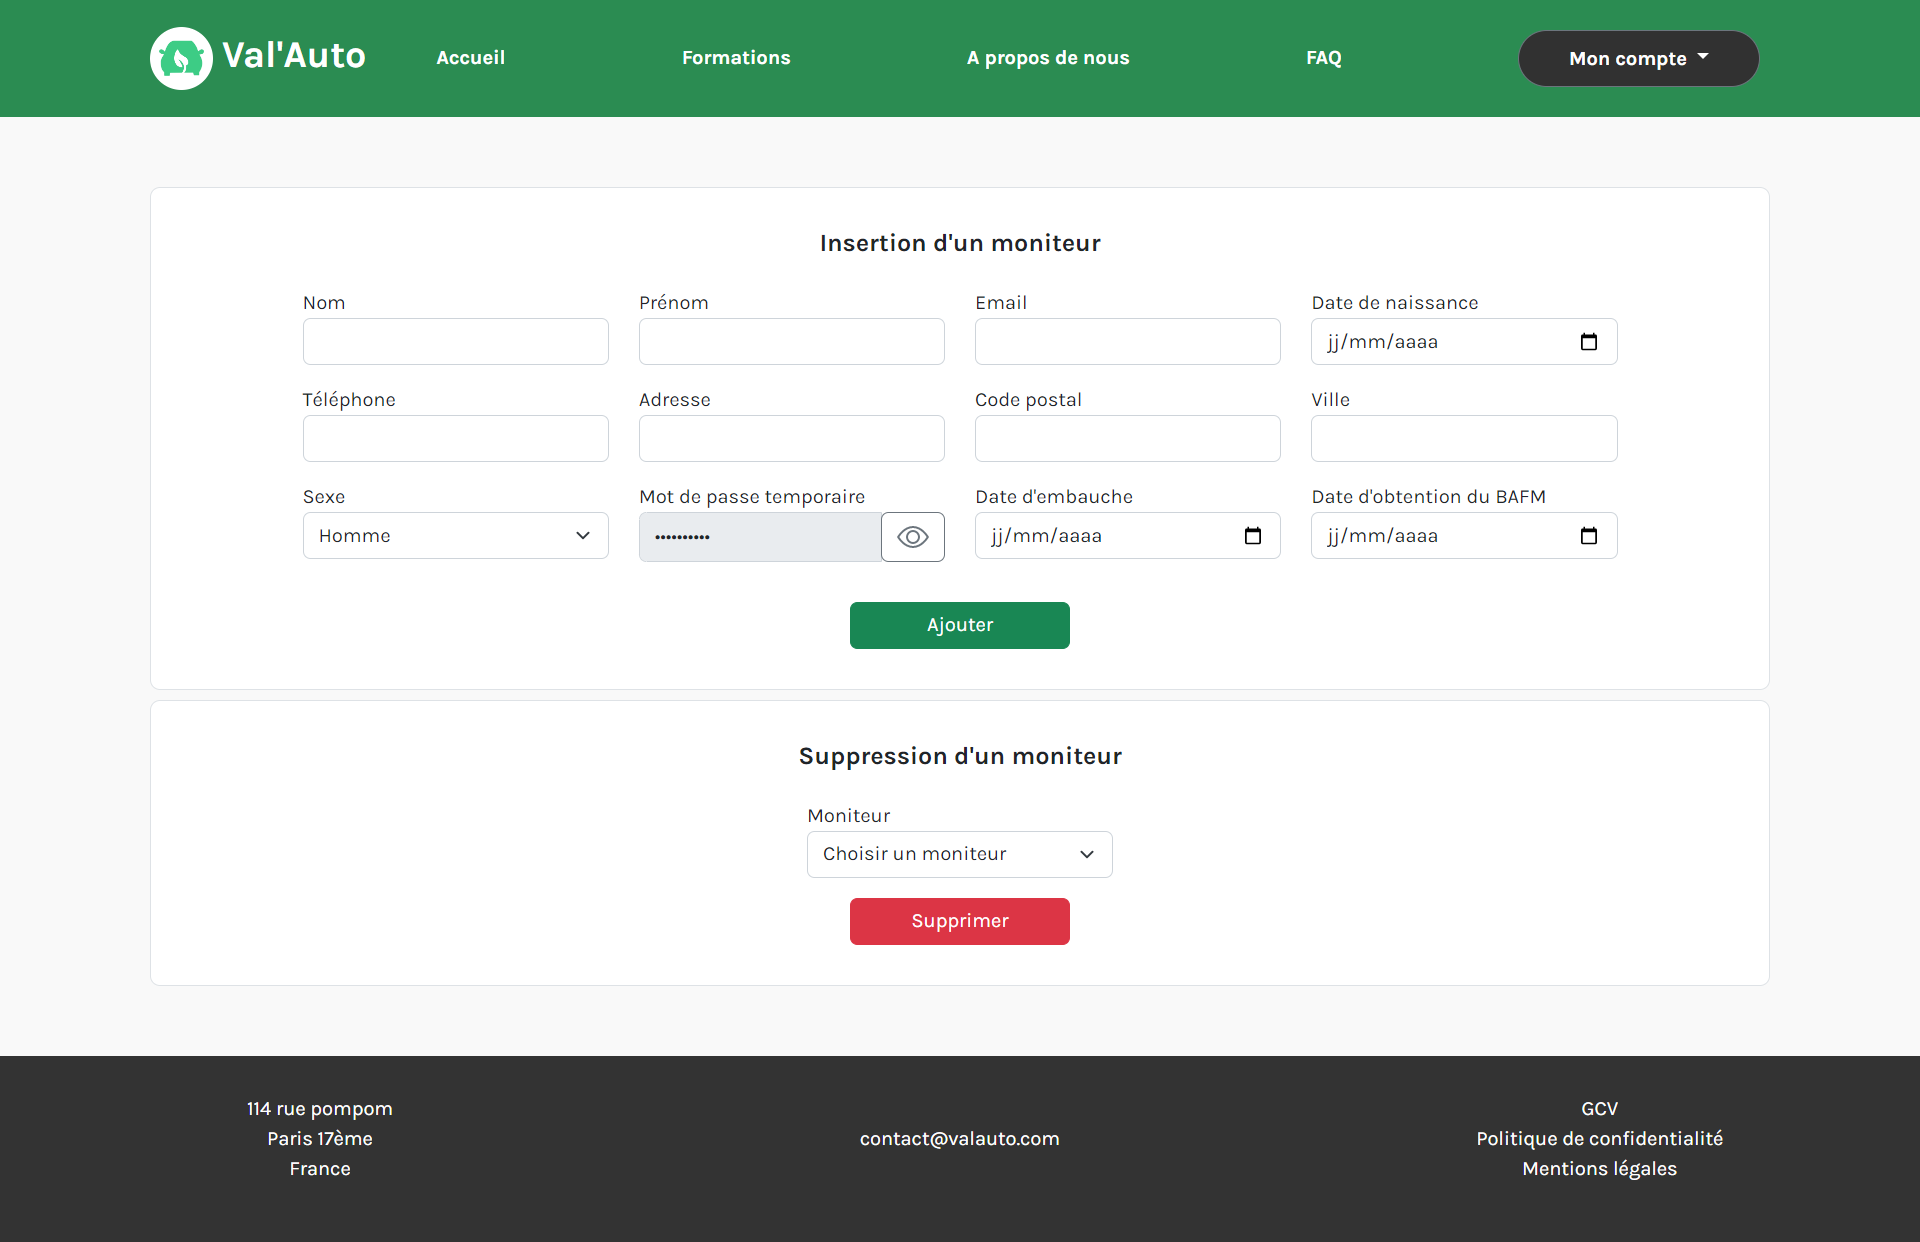 Val'Auto
Accueil
Formations
A propos de nous
FAQ
Mon compte
Insertion d'un moniteur
Nom
Prénom
Email
Date de naissance
jj/mm/aaaa
Téléphone
Adresse
Code postal
Ville
Sexe
Mot de passe temporaire
Date d'embauche
Date d'obtention du BAFM
Homme
••••••••••
jj/mm/aaaa
jj/mm/aaaa
Ajouter
Suppression d'un moniteur
Moniteur
Choisir un moniteur
Supprimer
114 rue pompom
Paris 17ème
France
contact@valauto.com
GCV
Politique de confidentialité
Mentions légales